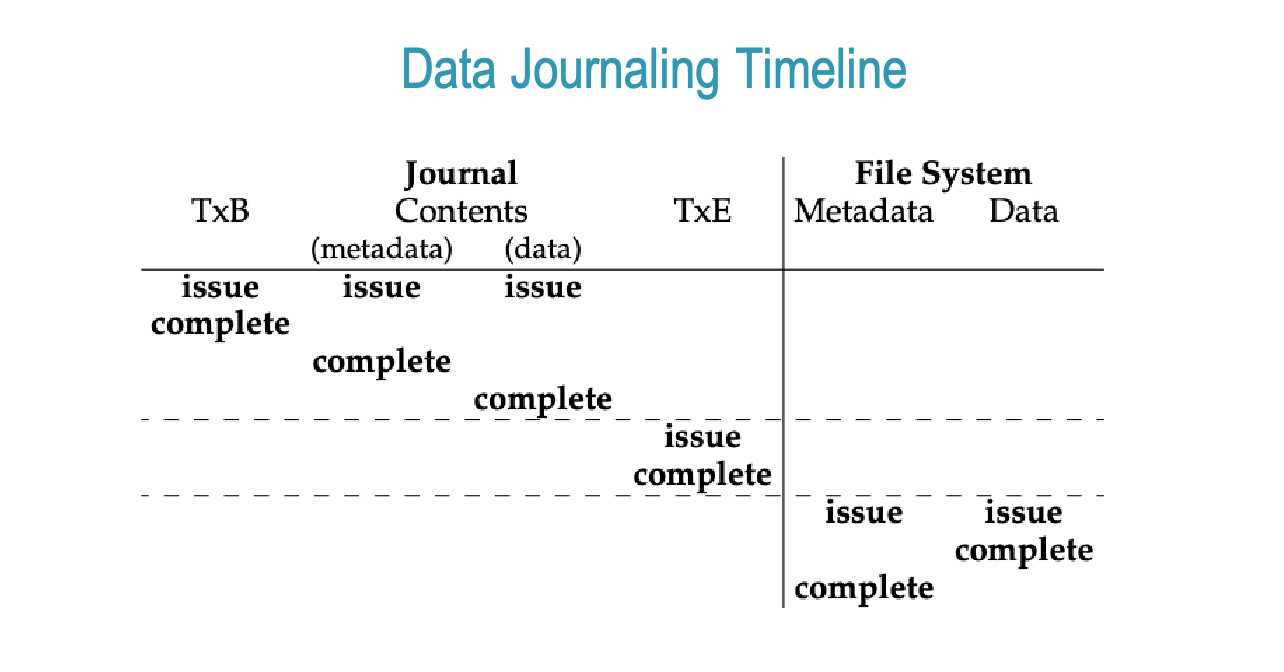 Data Journaling Timeline
Journal File System
TxB Contents TxE Metadata Data
(metadata) (data)
issue issue issue
complete
complete
complete
issue
complete
issue issue
complete
complete